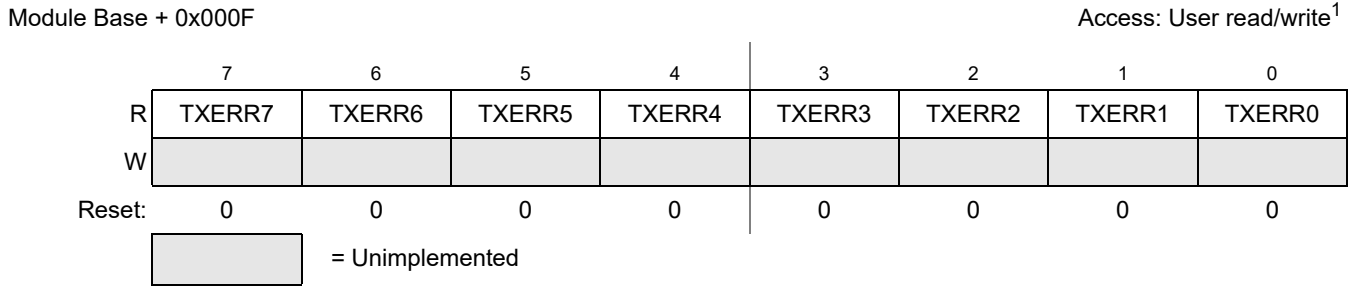 Module Base + 0x000F Access: User read/write1
7 6 5 4 3 2 1 0
R TXERR7 TXERR6 TXERR5 TXERR4 TXERR3 TXERR2 TXERR1 TXERR0
W
Reset: 0 0 0 0 0 0 0 0
= Unimplemented